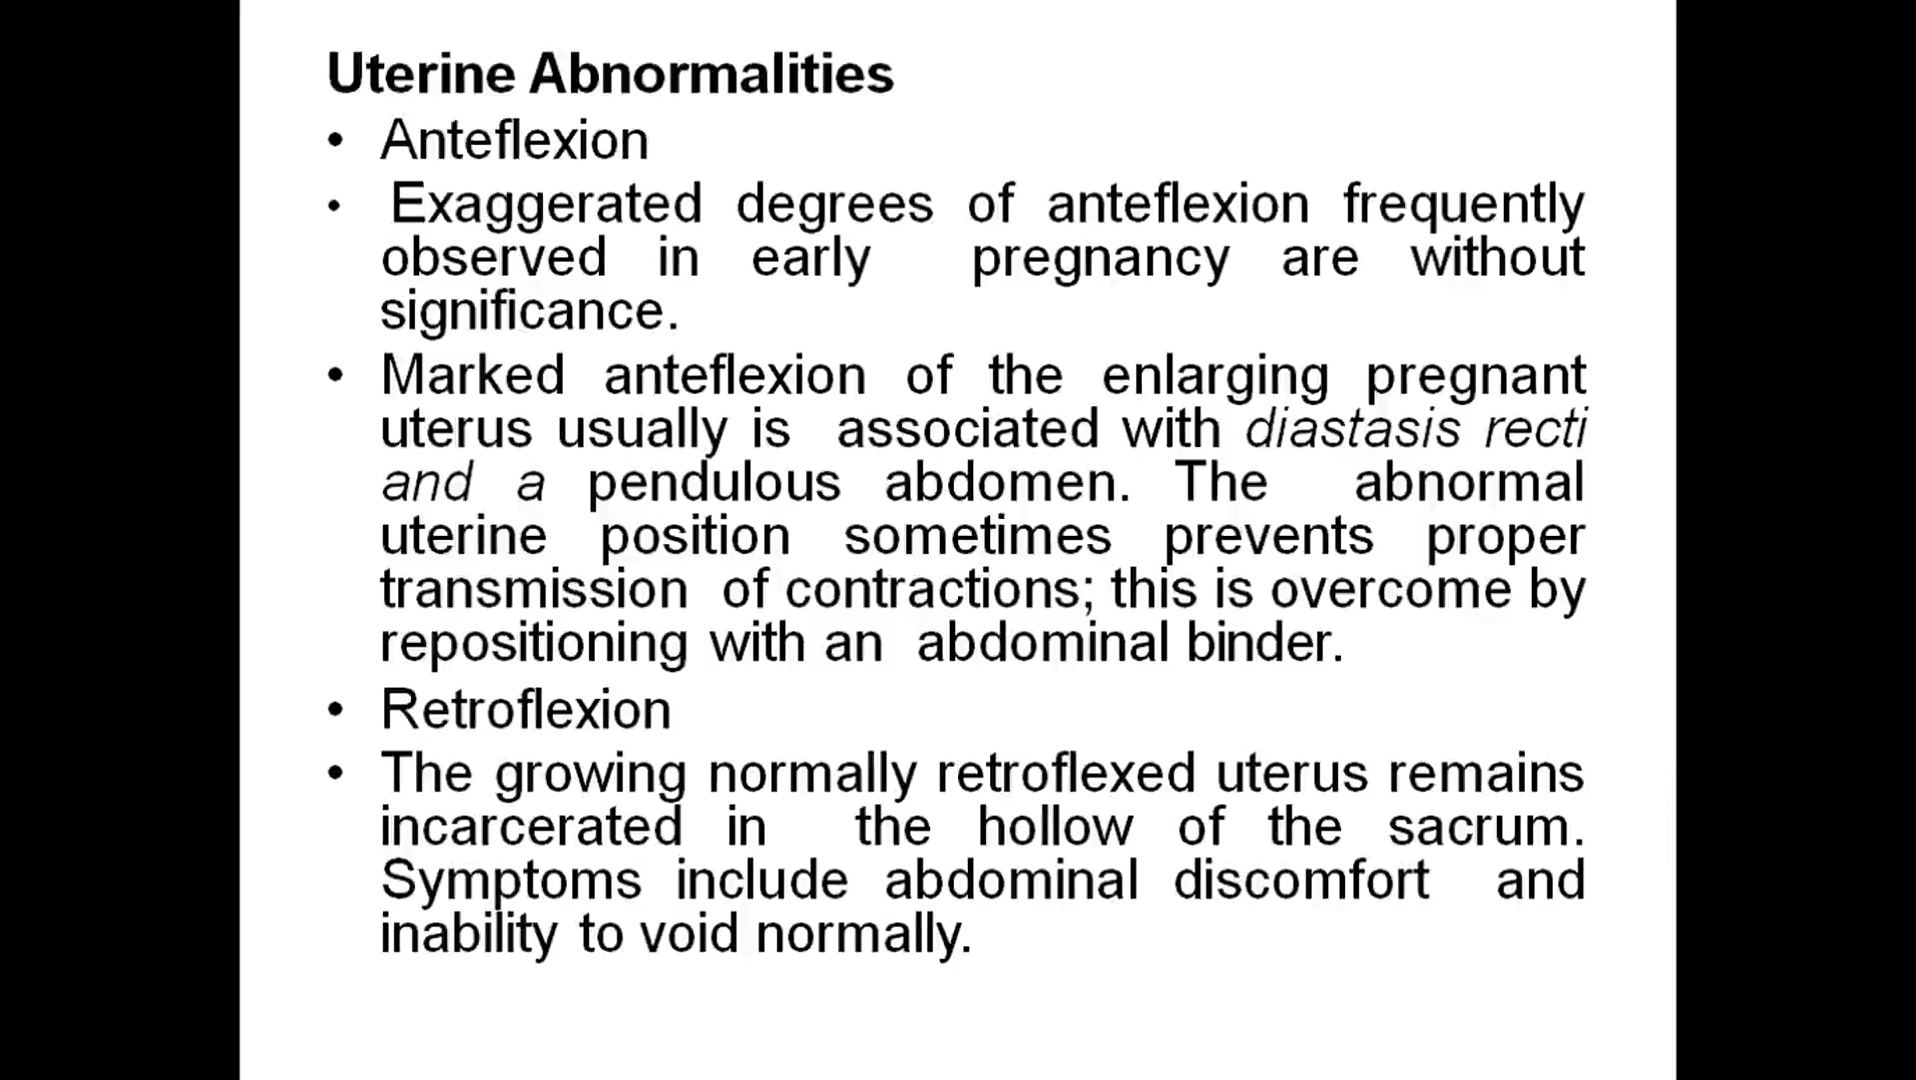 Uterine Abnormalities
• Anteflexion
• Exaggerated degrees of anteflexion frequently
observed in early pregnancy are without
significance.
• Marked anteflexion of the enlarging pregnant
uterus usually is associated with diastasis recti
and a pendulous abdomen. The abnormal
uterine position sometimes prevents proper
transmission of contractions; this is overcome by
repositioning with an abdominal binder.
• Retroflexion
• The growing normally retroflexed uterus remains
incarcerated in the hollow of the sacrum.
Symptoms include abdominal discomfort and
inability to void normally.